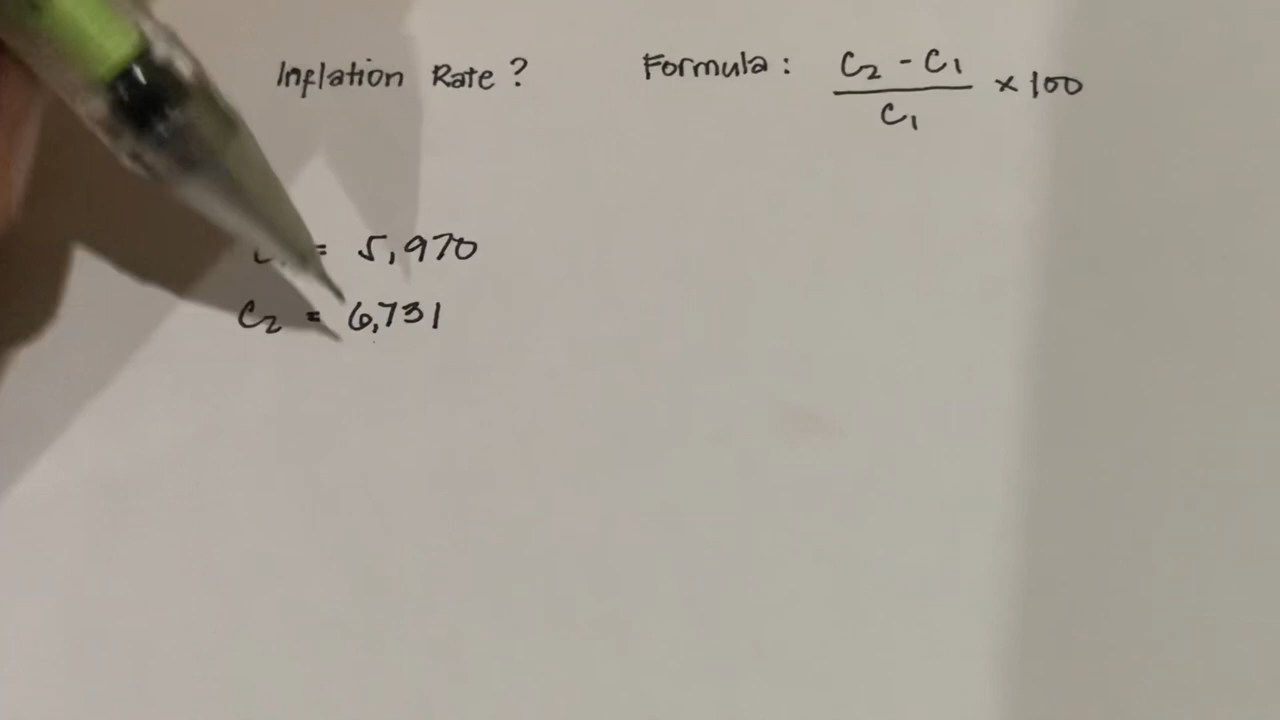 Inflation Rate?
Formula: C2 - C1
C1
× 100
= 5,970
C2 = 6,731